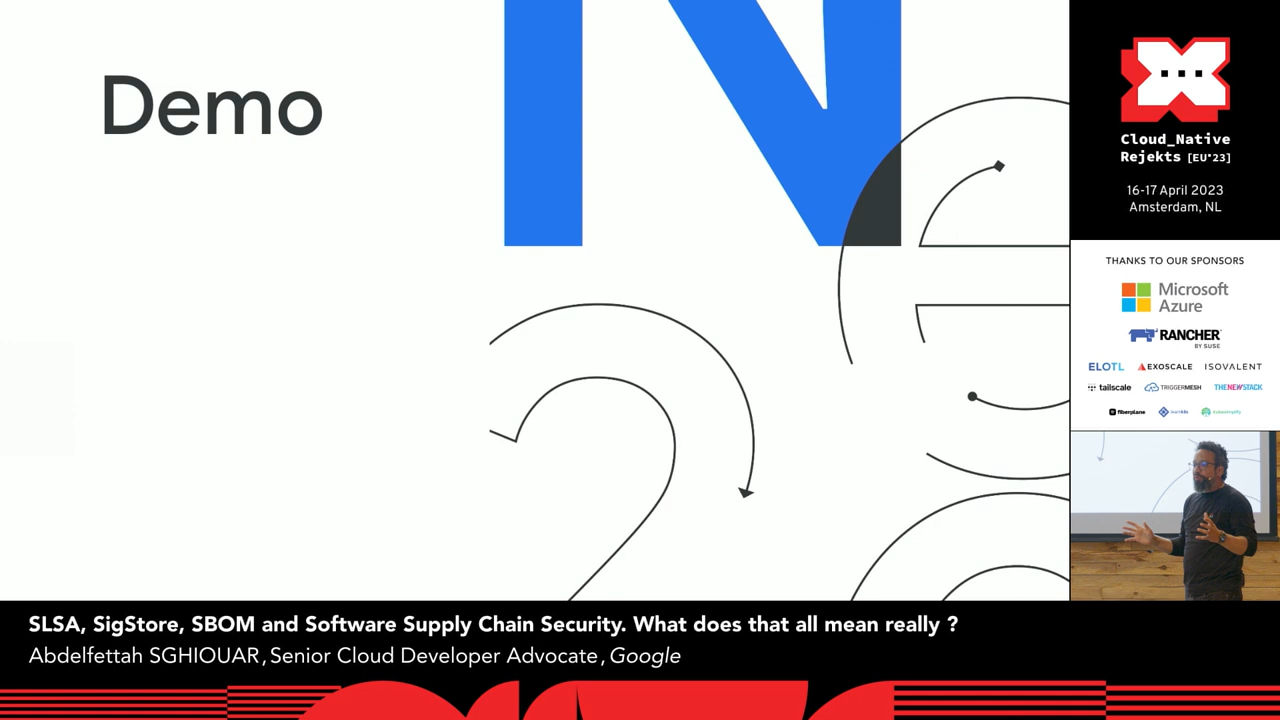 Demo
Cloud_Native
Rejekts [EU*23]
16-17 April 2023
Amsterdam, NL
THANKS TO OUR SPONSORS
Microsoft
Azure
RANCHER
BY SUSE
ELOTL EXOSCALE ISOVALENT
tailscale TRIGGERMESH THENEWSTACK
fiberplane
SLSA, SigStore, SBOM and Software Supply Chain Security. What does that all mean really ?
Abdelfettah SGHIOUAR, Senior Cloud Developer Advocate, Google